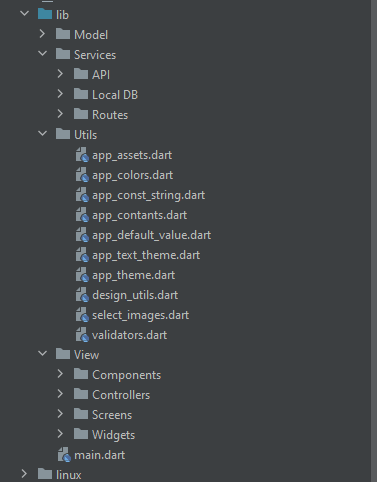 lib
Model
Services
API
Local DB
Routes
Utils
app_assets.dart
app_colors.dart
app_const_string.dart
app_contants.dart
app_default_value.dart
app_text_theme.dart
app_theme.dart
design_utils.dart
select_images.dart
validators.dart
View
Components
Controllers
Screens
Widgets
main.dart
linux